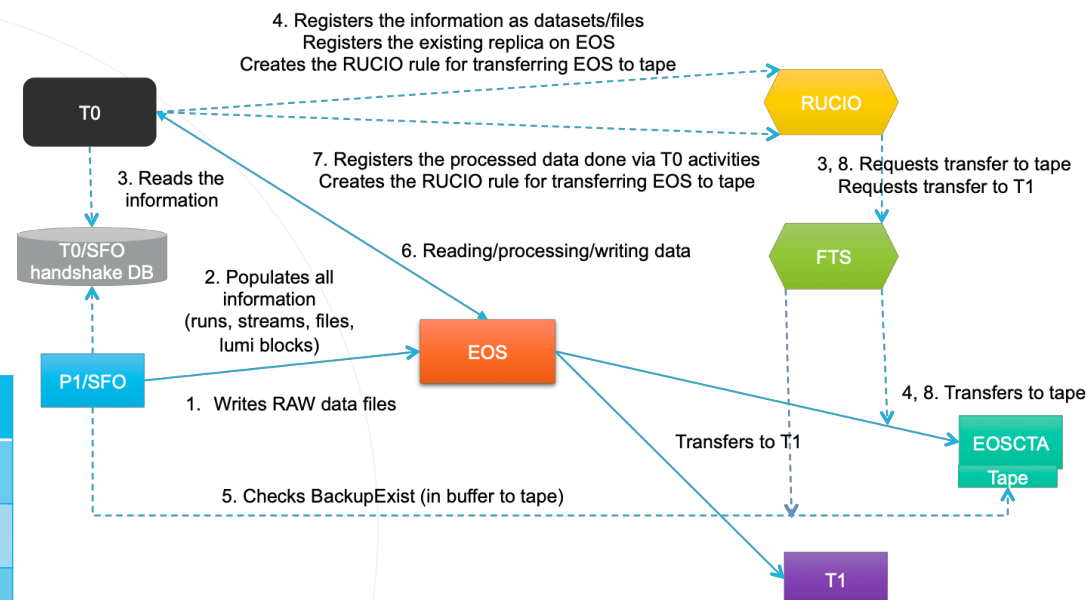 4. Registers the information as datasets/files
Registers the existing replica on EOS
Creates the RUCIO rule for transferring EOS to tape
T0
RUCIO
7. Registers the processed data done via T0 activities
Creates the RUCIO rule for transferring EOS to tape
3, 8. Requests transfer to tape
Requests transfer to T1
3. Reads the
information
T0/SFO
handshake DB
6. Reading/processing/writing data
FTS
2. Populates all
information
(runs, streams, files,
lumi blocks)
EOS
P1/SFO
1. Writes RAW data files
4, 8. Transfers to tape
Transfers to T1
EOSCTA
Tape
5. Checks BackupExist (in buffer to tape)
T1